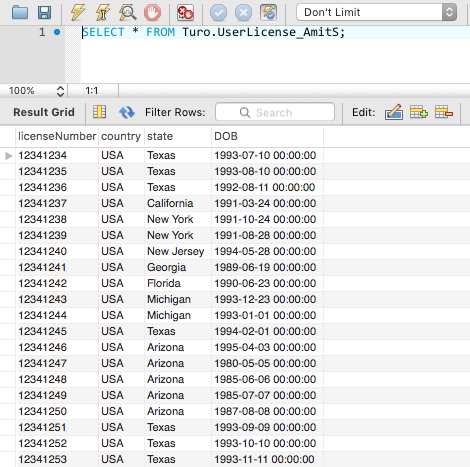 Don't Limit
1 SELECT * FROM Turo.UserLicense_AmitS;
100% 1:1
Result Grid Filter Rows: Search Edit:
licenseNumber country state DOB
12341234 USA Texas 1993-07-10 00:00:00
12341235 USA Texas 1993-08-10 00:00:00
12341236 USA Texas 1992-08-11 00:00:00
12341237 USA California 1991-03-24 00:00:00
12341238 USA New York 1991-10-24 00:00:00
12341239 USA New York 1991-08-28 00:00:00
12341240 USA New Jersey 1994-05-28 00:00:00
12341241 USA Georgia 1989-06-19 00:00:00
12341242 USA Florida 1990-06-23 00:00:00
12341243 USA Michigan 1993-12-23 00:00:00
12341244 USA Michigan 1993-01-01 00:00:00
12341245 USA Texas 1994-02-01 00:00:00
12341246 USA Arizona 1995-04-03 00:00:00
12341247 USA Arizona 1980-05-05 00:00:00
12341248 USA Arizona 1985-06-06 00:00:00
12341249 USA Arizona 1985-07-07 00:00:00
12341250 USA Arizona 1987-08-08 00:00:00
12341251 USA Texas 1993-09-09 00:00:00
12341252 USA Texas 1993-10-10 00:00:00
12341253 USA Texas 1993-11-11 00:00:00